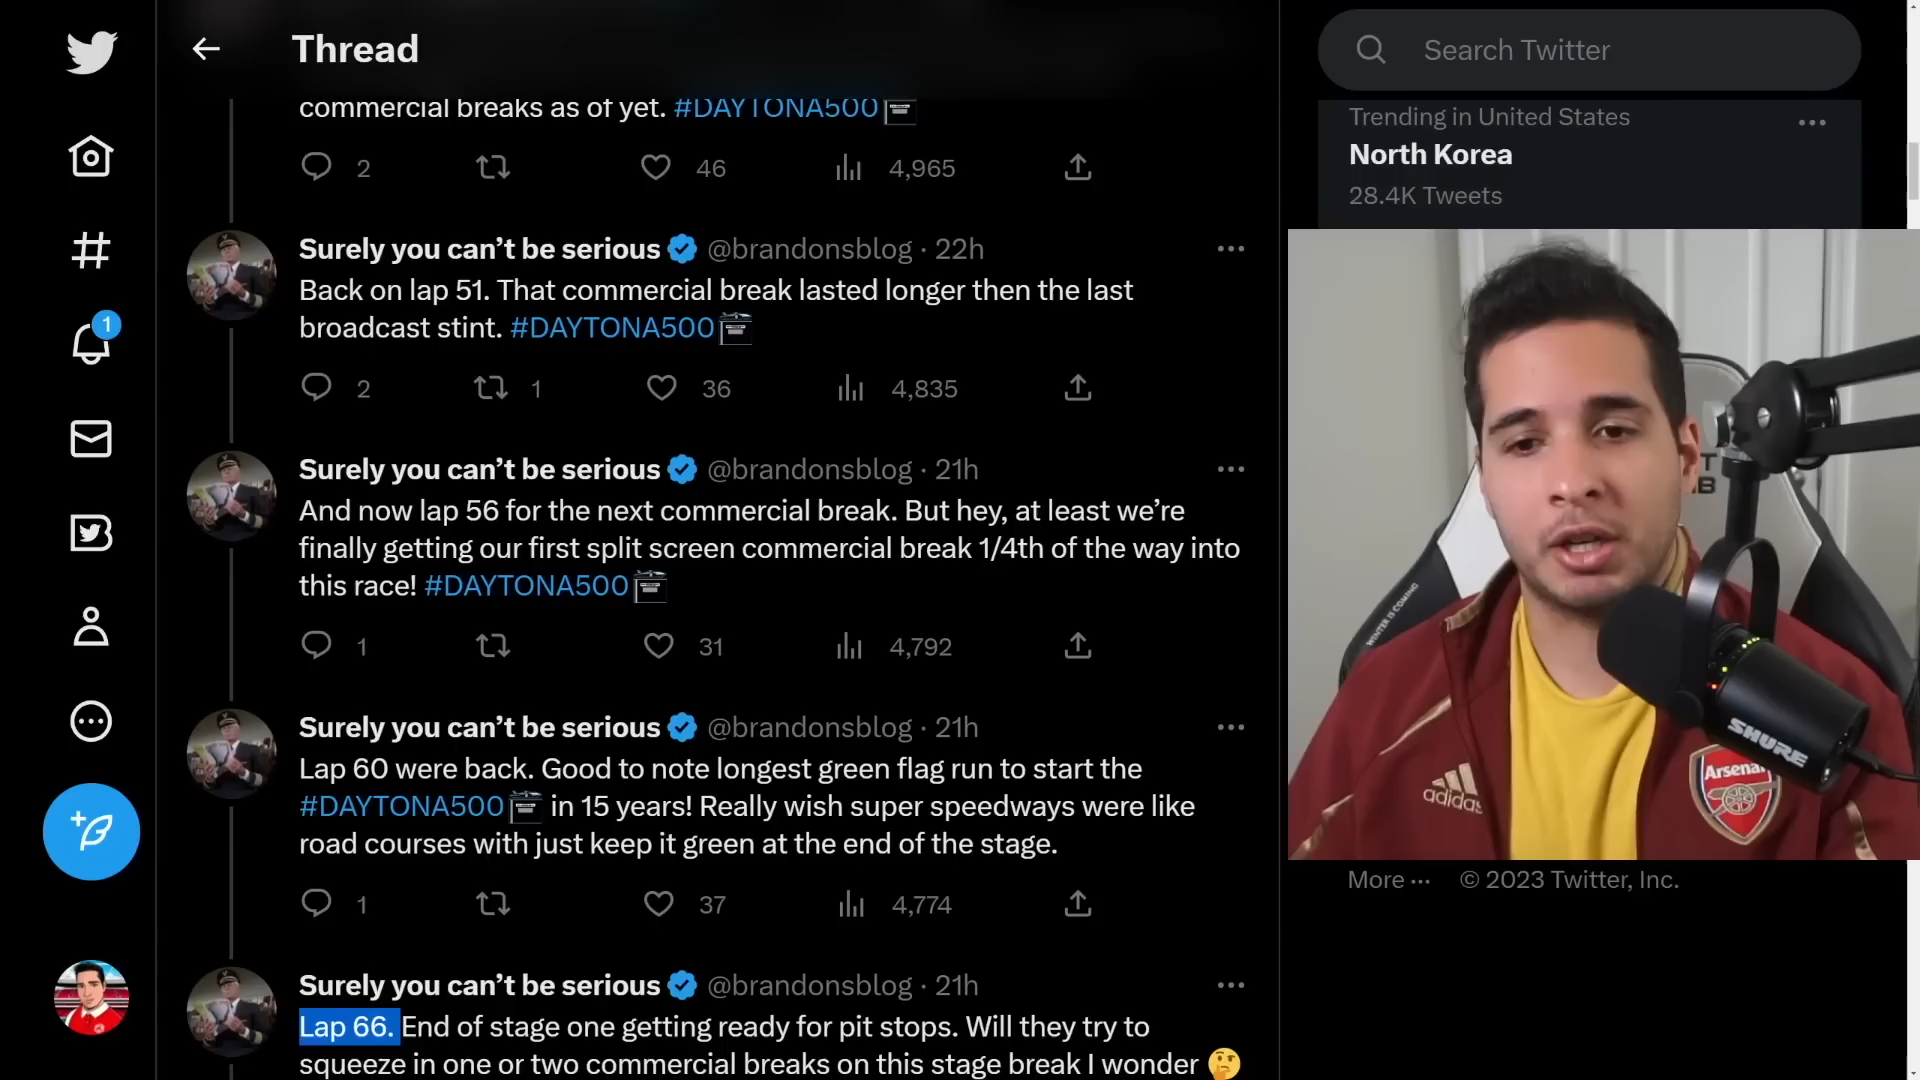 Thread
Search Twitter
commercial breaks as of yet. #DAYTONA500
2 46 4,965
Surely you can't be serious @brandonsblog · 22h
Back on lap 51. That commercial break lasted longer then the last
broadcast stint. #DAYTONA500
2 1 36 4,835
Surely you can't be serious @brandonsblog · 21h
And now lap 56 for the next commercial break. But hey, at least we're
finally getting our first split screen commercial break 1/4th of the way into
this race! #DAYTONA500
1 31 4,792
Surely you can't be serious @brandonsblog · 21h
Lap 60 were back. Good to note longest green flag run to start the
#DAYTONA500 in 15 years! Really wish super speedways were like
road courses with just keep it green at the end of the stage.
1 37 4,774
Surely you can't be serious @brandonsblog · 21h
Lap 66. End of stage one getting ready for pit stops. Will they try to
squeeze in one or two commercial breaks on this stage break I wonder 🤔
1
Trending in United States
North Korea
28.4K Tweets
WINTER IS COMING
adidas
Arsenal
SHURE
More ··· © 2023 Twitter, Inc.